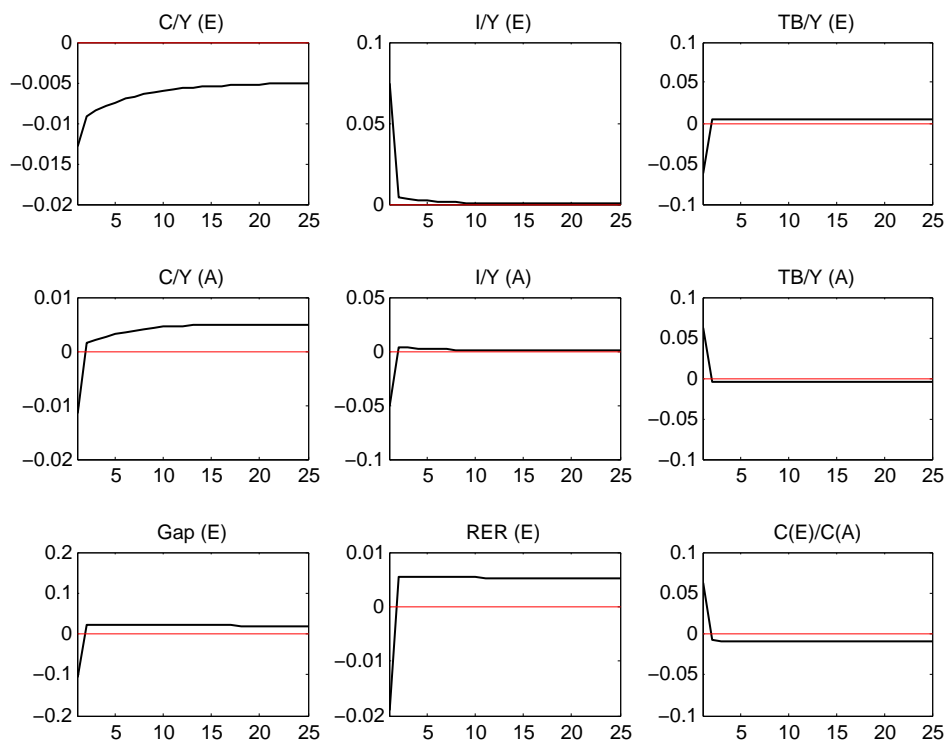 C/Y (E) I/Y (E) TB/Y (E)
0 0.1 0.1
−0.005 0.05
−0.01 0.05 0
−0.015 −0.05
−0.02 0 −0.1
5 10 15 20 25 5 10 15 20 25 5 10 15 20 25
C/Y (A) I/Y (A) TB/Y (A)
0.01 0.05 0.1
0 0 0.05
0
−0.01 −0.05 −0.05
−0.02 −0.1 −0.1
5 10 15 20 25 5 10 15 20 25 5 10 15 20 25
Gap (E) RER (E) C(E)/C(A)
0.2 0.01 0.1
0.1 0 0.05
0 0
−0.1 −0.01 −0.05
−0.2 −0.02 −0.1
5 10 15 20 25 5 10 15 20 25 5 10 15 20 25